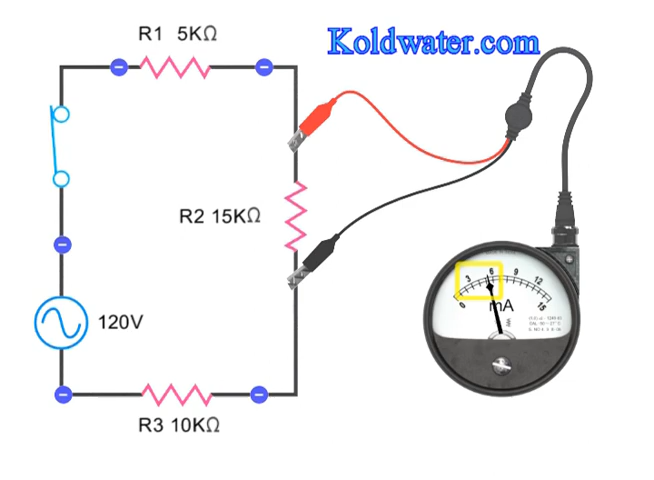 R1 5KΩ
Koldwater.com
R2 15KΩ
120V
3 6 9 12
0 15
mA
R3 10KΩ